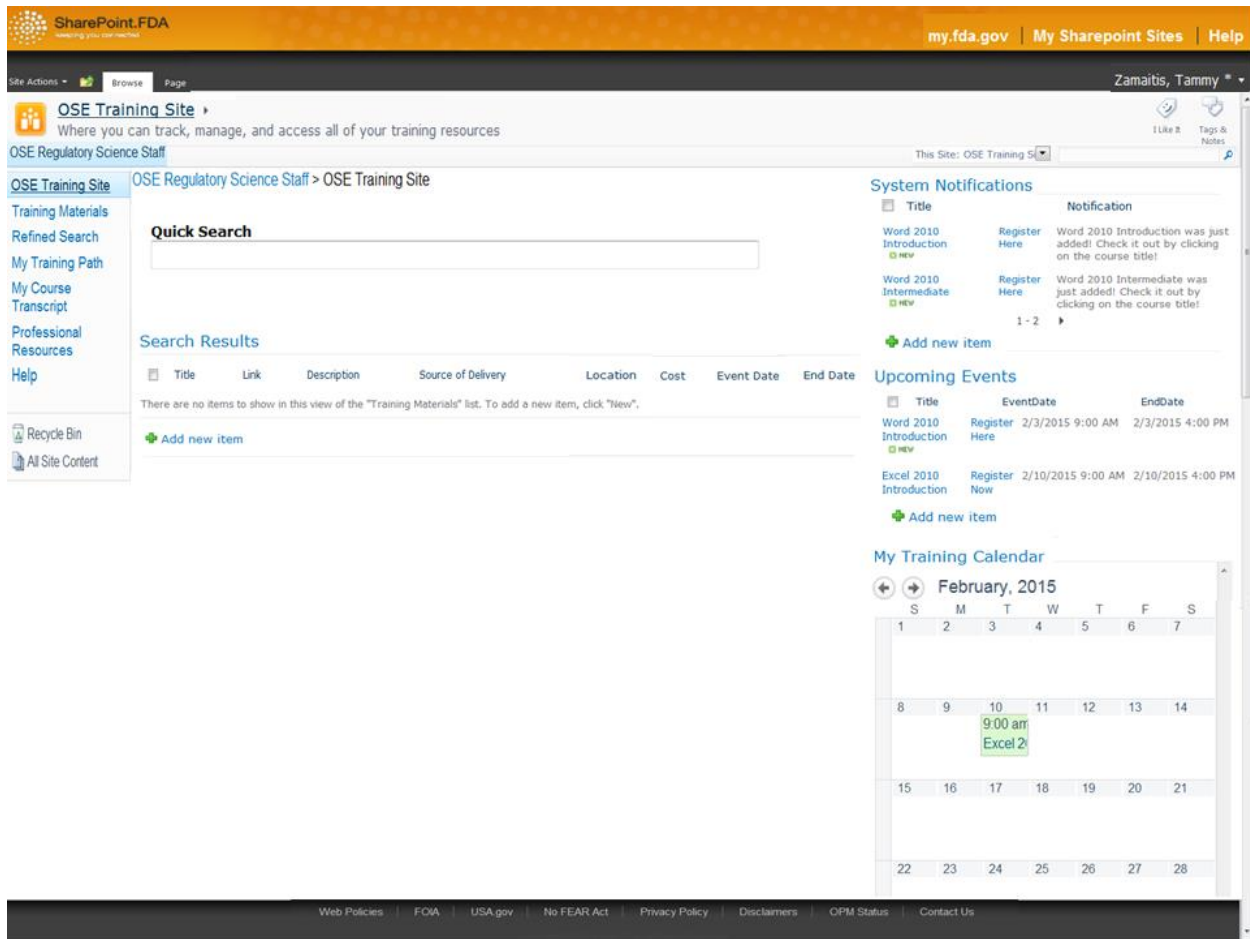 SharePoint.FDA
keeping you connected
my.fda.gov | My Sharepoint Sites | Help
Site Actions Browse Page Zamaitis, Tammy *
OSE Training Site
Where you can track, manage, and access all of your training resources
I Like It Tags & Notes
OSE Regulatory Science Staff
This Site: OSE Training S
OSE Training Site
Training Materials
Refined Search
My Training Path
My Course
Transcript
Professional
Resources
Help
Recycle Bin
All Site Content
OSE Regulatory Science Staff > OSE Training Site
Quick Search
Search Results
Title Link Description Source of Delivery Location Cost Event Date End Date
There are no items to show in this view of the "Training Materials" list. To add a new item, click "New".
Add new item
System Notifications
Title Notification
Word 2010 Register Word 2010 Introduction was just
Introduction Here added! Check it out by clicking
NEW on the course title!
Word 2010 Register Word 2010 Intermediate was
Intermediate Here just added! Check it out by
NEW clicking on the course title!
1 - 2
Add new item
Upcoming Events
Title EventDate EndDate
Word 2010 Register 2/3/2015 9:00 AM 2/3/2015 4:00 PM
Introduction Here
NEW
Excel 2010 Register 2/10/2015 9:00 AM 2/10/2015 4:00 PM
Introduction Now
Add new item
My Training Calendar
February, 2015
S M T W T F S
1 2 3 4 5 6 7
8 9 10 11 12 13 14
9:00 am
Excel 2
15 16 17 18 19 20 21
22 23 24 25 26 27 28
Web Policies | FOIA | USA.gov | No FEAR Act | Privacy Policy | Disclaimers | OPM Status | Contact Us